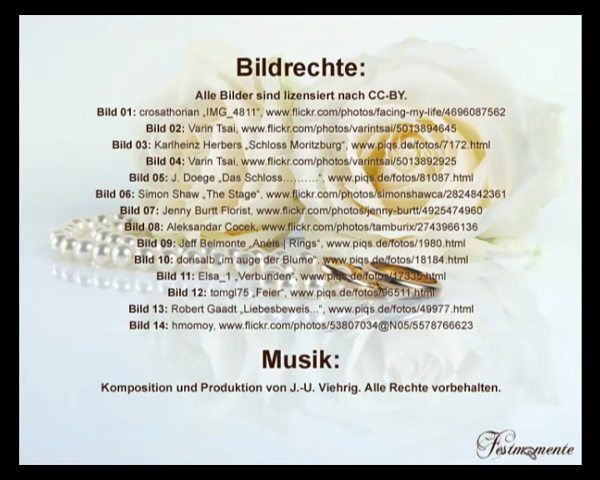 Bildrechte:
Alle Bilder sind lizensiert nach CC-BY.
Bild 01: crosathorian „IMG_4811“, www.flickr.com/photos/facing-my-life/4696087562
Bild 02: Varin Tsai, www.flickr.com/photos/varintsai/5013894645
Bild 03: Karlheinz Herbers „Schloss Moritzburg“, www.piqs.de/fotos/7172.html
Bild 04: Varin Tsai, www.flickr.com/photos/varintsai/5013892925
Bild 05: J. Doege „Das Schloss..........“, www.piqs.de/fotos/81087.html
Bild 06: Simon Shaw „The Stage“, www.flickr.com/photos/simonshawca/2824842361
Bild 07: Jenny Burtt Florist, www.flickr.com/photos/jenny-burtt/4925474960
Bild 08: Aleksandar Cocek, www.flickr.com/photos/tamburix/2743966136
Bild 09: Jeff Belmonte „Anéis | Rings“, www.piqs.de/fotos/1980.html
Bild 10: dorisalb „im auge der Blume“, www.piqs.de/fotos/18184.html
Bild 11: Elsa_1 „Verbunden“, www.piqs.de/fotos/17335.html
Bild 12: tomgl75 „Feier“, www.piqs.de/fotos/96511.html
Bild 13: Robert Gaadt „Liebesbeweis...“, www.piqs.de/fotos/49977.html
Bild 14: hmomoy, www.flickr.com/photos/53807034@N05/5578766623
Musik:
Komposition und Produktion von J.-U. Viehrig. Alle Rechte vorbehalten.
Festmomente